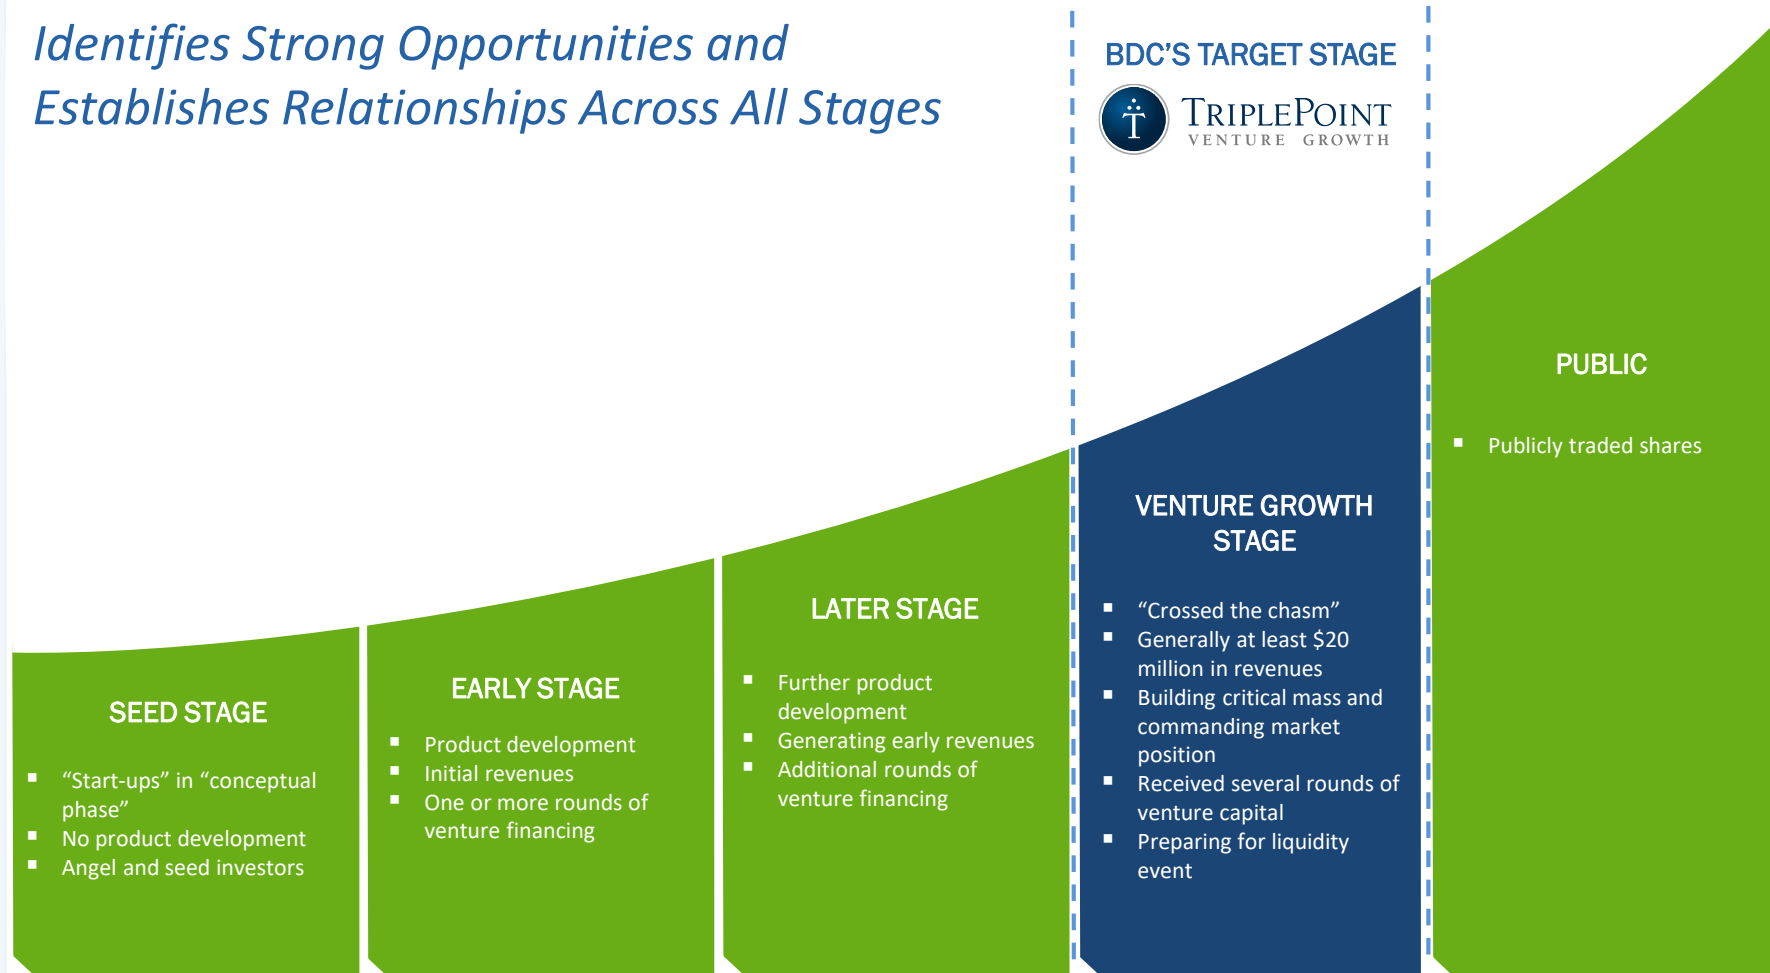 Identifies Strong Opportunities and
Establishes Relationships Across All Stages
BDC'S TARGET STAGE
TRIPLEPOINT
VENTURE GROWTH
SEED STAGE
▪ “Start-ups” in “conceptual
phase”
▪ No product development
▪ Angel and seed investors
EARLY STAGE
▪ Product development
▪ Initial revenues
▪ One or more rounds of
venture financing
LATER STAGE
▪ Further product
development
▪ Generating early revenues
▪ Additional rounds of
venture financing
VENTURE GROWTH
STAGE
▪ “Crossed the chasm”
▪ Generally at least $20
million in revenues
▪ Building critical mass and
commanding market
position
▪ Received several rounds of
venture capital
▪ Preparing for liquidity
event
PUBLIC
▪ Publicly traded shares